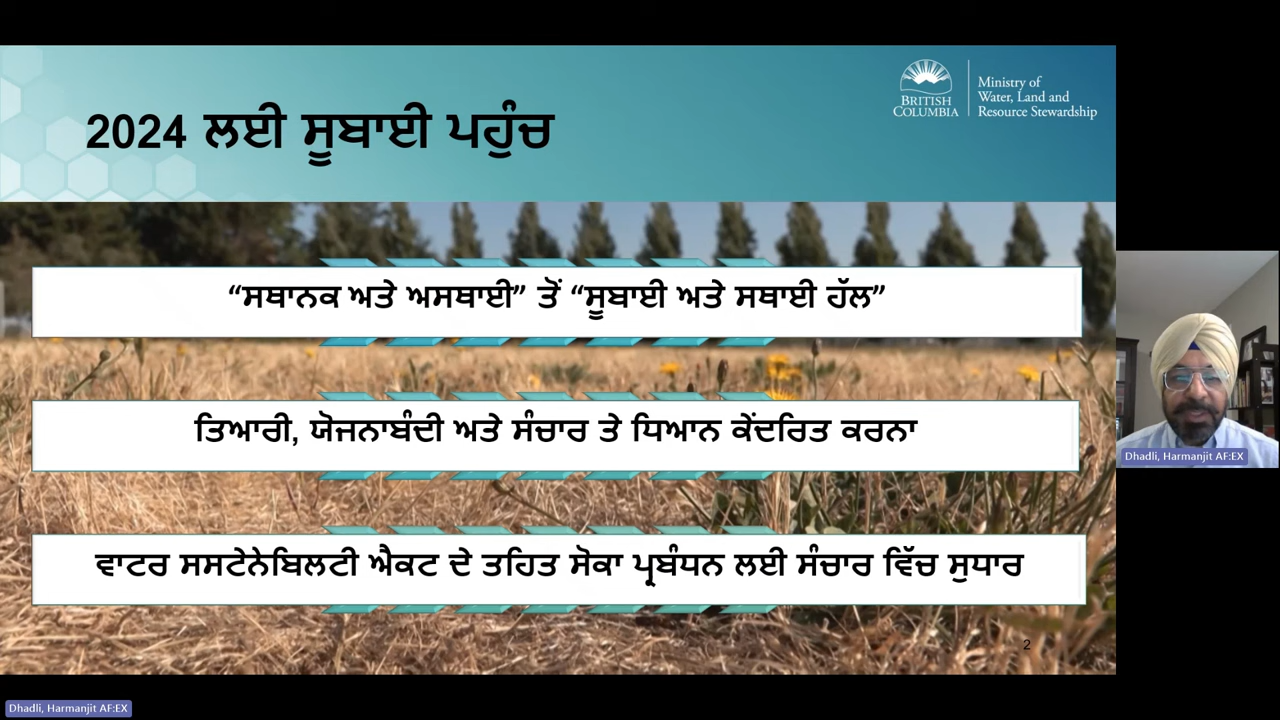 2024 ਲਈ ਸੂਬਾਈ ਪਹੁੰਚ
BRITISH
COLUMBIA
Ministry of
Water, Land and
Resource Stewardship
“ਸਥਾਨਕ ਅਤੇ ਅਸਥਾਈ” ਤੋਂ “ਸੂਬਾਈ ਅਤੇ ਸਥਾਈ ਹੱਲ”
ਤਿਆਰੀ, ਯੋਜਨਾਬੰਦੀ ਅਤੇ ਸੰਚਾਰ ਤੇ ਧਿਆਨ ਕੇਂਦਰਿਤ ਕਰਨਾ
ਵਾਟਰ ਸਸਟੇਨੇਬਿਲਟੀ ਐਕਟ ਦੇ ਤਹਿਤ ਸੋਕਾ ਪ੍ਰਬੰਧਨ ਲਈ ਸੰਚਾਰ ਵਿੱਚ ਸੁਧਾਰ
2
Dhadli, Harmanjit AF:EX
Dhadli, Harmanjit AF:EX